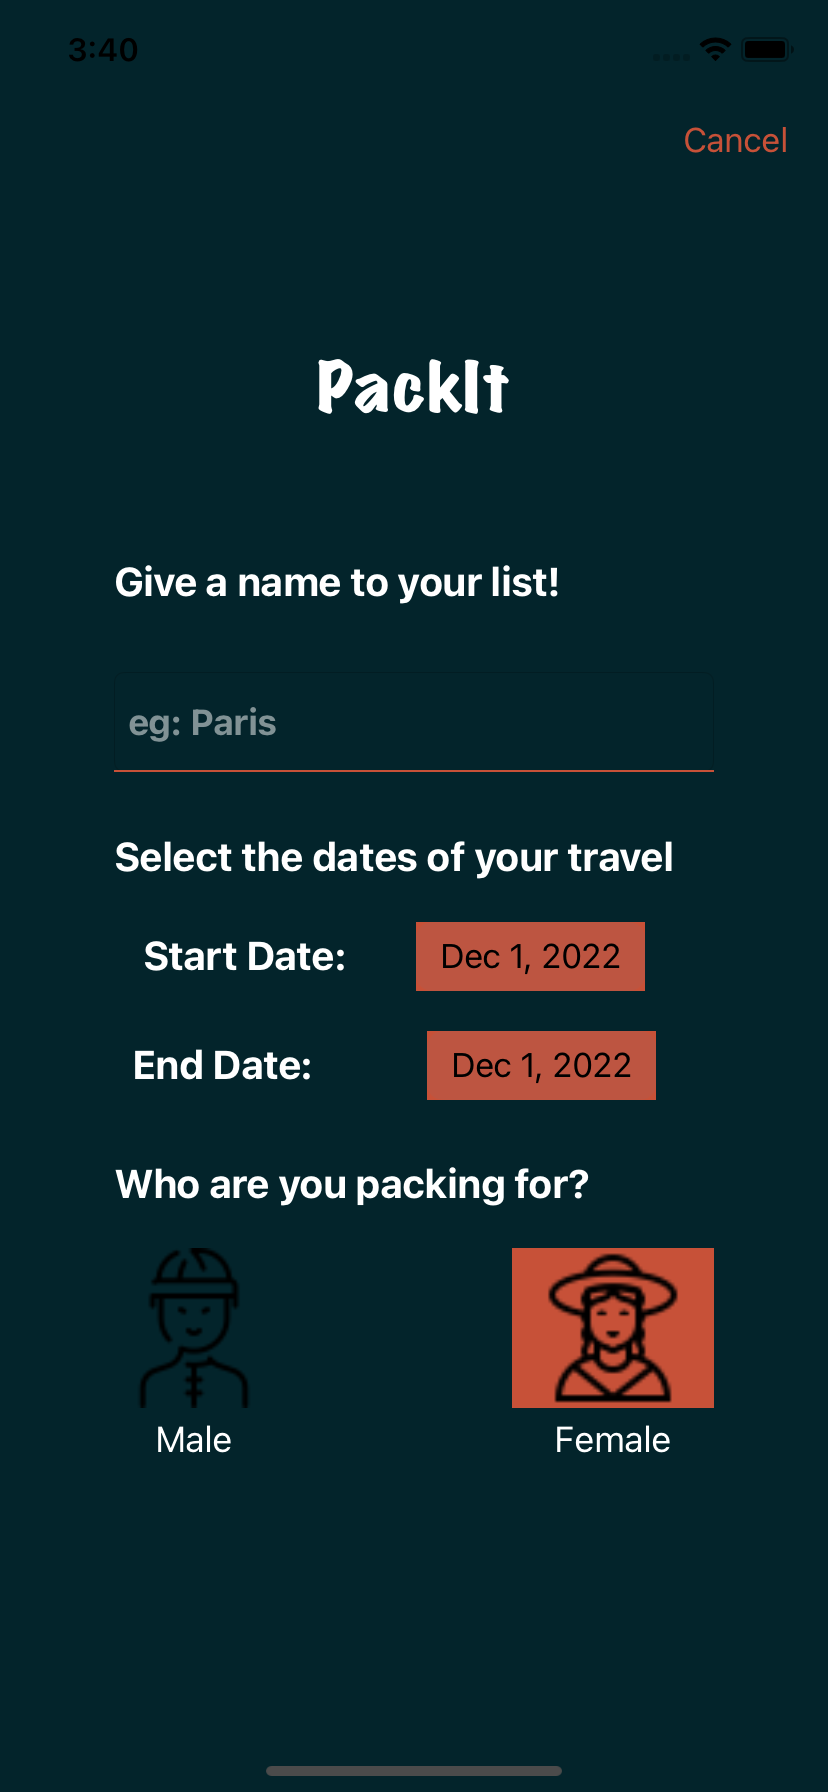 3:40
Cancel
PackIt
Give a name to your list!
eg: Paris
Select the dates of your travel
Start Date: Dec 1, 2022
End Date: Dec 1, 2022
Who are you packing for?
Male Female